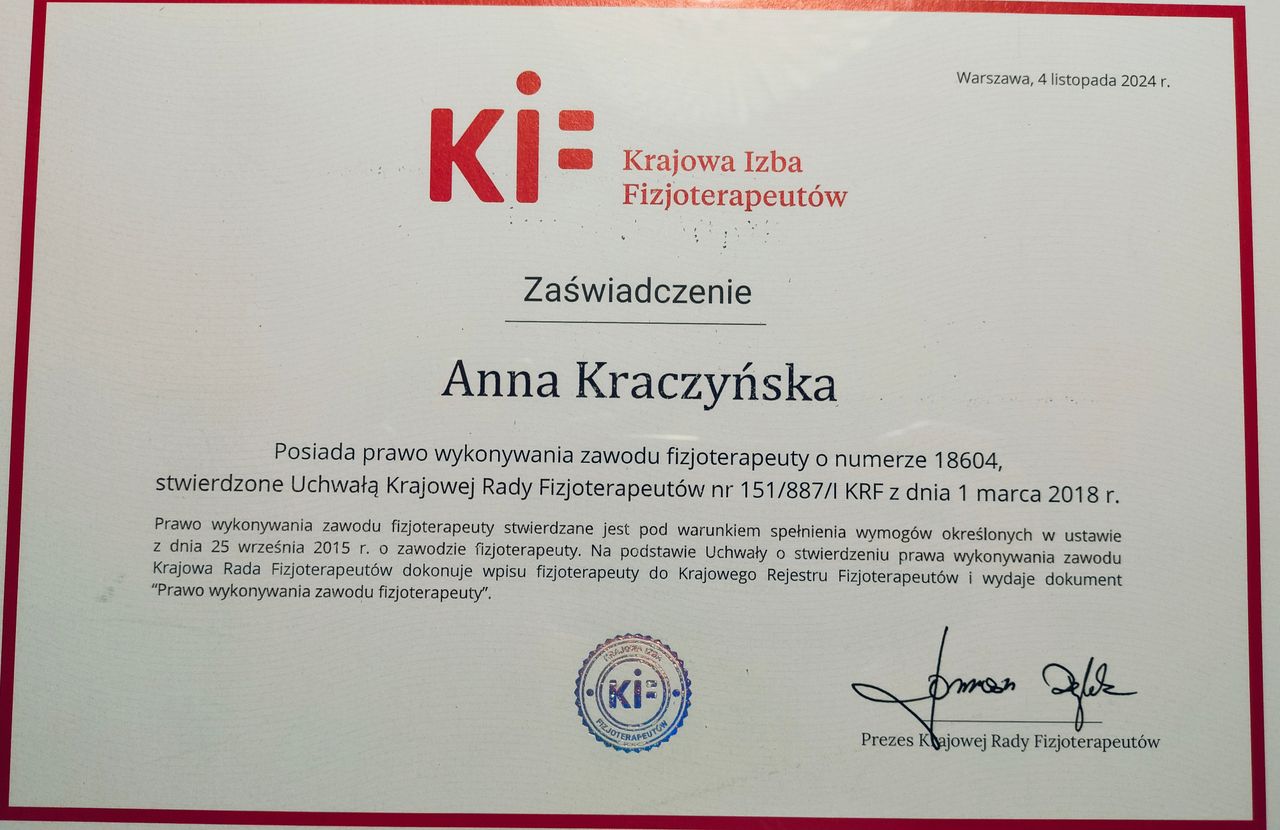 Warszawa, 4 listopada 2024 r.
KiF
Krajowa Izba
Fizjoterapeutów
Zaświadczenie
Anna Kraczyńska
Posiada prawo wykonywania zawodu fizjoterapeuty o numerze 18604,
stwierdzone Uchwałą Krajowej Rady Fizjoterapeutów nr 151/887/I KRF z dnia 1 marca 2018 r.
Prawo wykonywania zawodu fizjoterapeuty stwierdzane jest pod warunkiem spełnienia wymogów określonych w ustawie
z dnia 25 września 2015 r. o zawodzie fizjoterapeuty. Na podstawie Uchwały o stwierdzeniu prawa wykonywania zawodu
Krajowa Rada Fizjoterapeutów dokonuje wpisu fizjoterapeuty do Krajowego Rejestru Fizjoterapeutów i wydaje dokument
“Prawo wykonywania zawodu fizjoterapeuty”.
KRAJOWA IZBA
KiF
FIZJOTERAPEUTÓW
Prezes Krajowej Rady Fizjoterapeutów